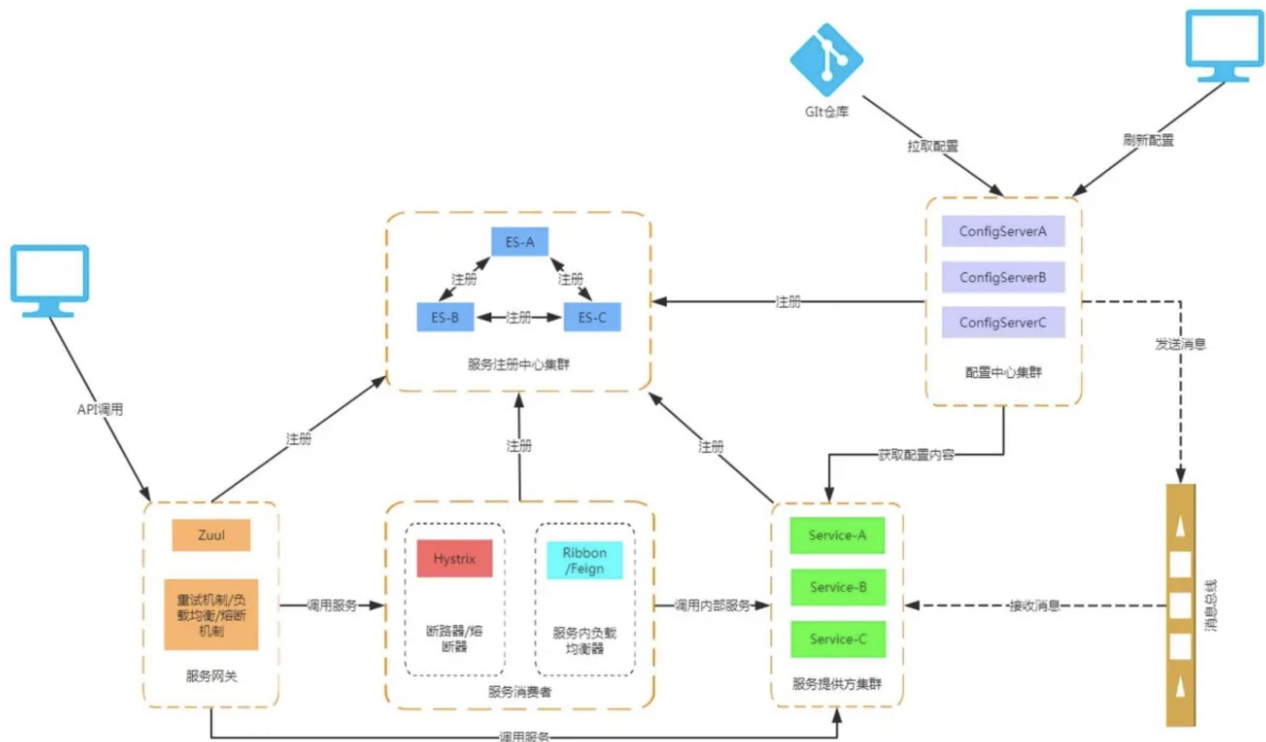 GIt仓库
拉取配置
刷新配置
ConfigServerA
ConfigServerB
ConfigServerC
配置中心集群
ES-A
注册
注册
ES-B
注册
ES-C
服务注册中心集群
注册
发送消息
API调用
注册
注册
注册
获取配置内容
Zuul
重试机制/负
载均衡/熔断
机制
服务网关
调用服务
Hystrix
断路器/熔
断器
Ribbon
/Feign
服务内负载
均衡器
服务消费者
调用内部服务
Service-A
Service-B
Service-C
服务提供方集群
接收消息
消息总线
调用服务